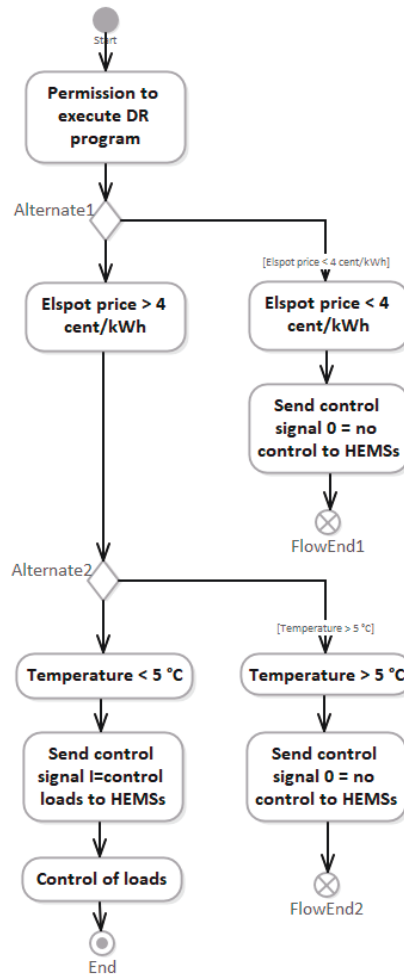 Start
Permission to
execute DR
program
Alternate1
[Elspot price < 4 cent/kWh]
Elspot price > 4
cent/kWh
Elspot price < 4
cent/kWh
Send control
signal 0 = no
control to HEMSs
FlowEnd1
Alternate2
[Temperature > 5 °C]
Temperature < 5 °C
Temperature > 5 °C
Send control
signal I=control
loads to HEMSs
Send control
signal 0 = no
control to HEMSs
Control of loads
FlowEnd2
End